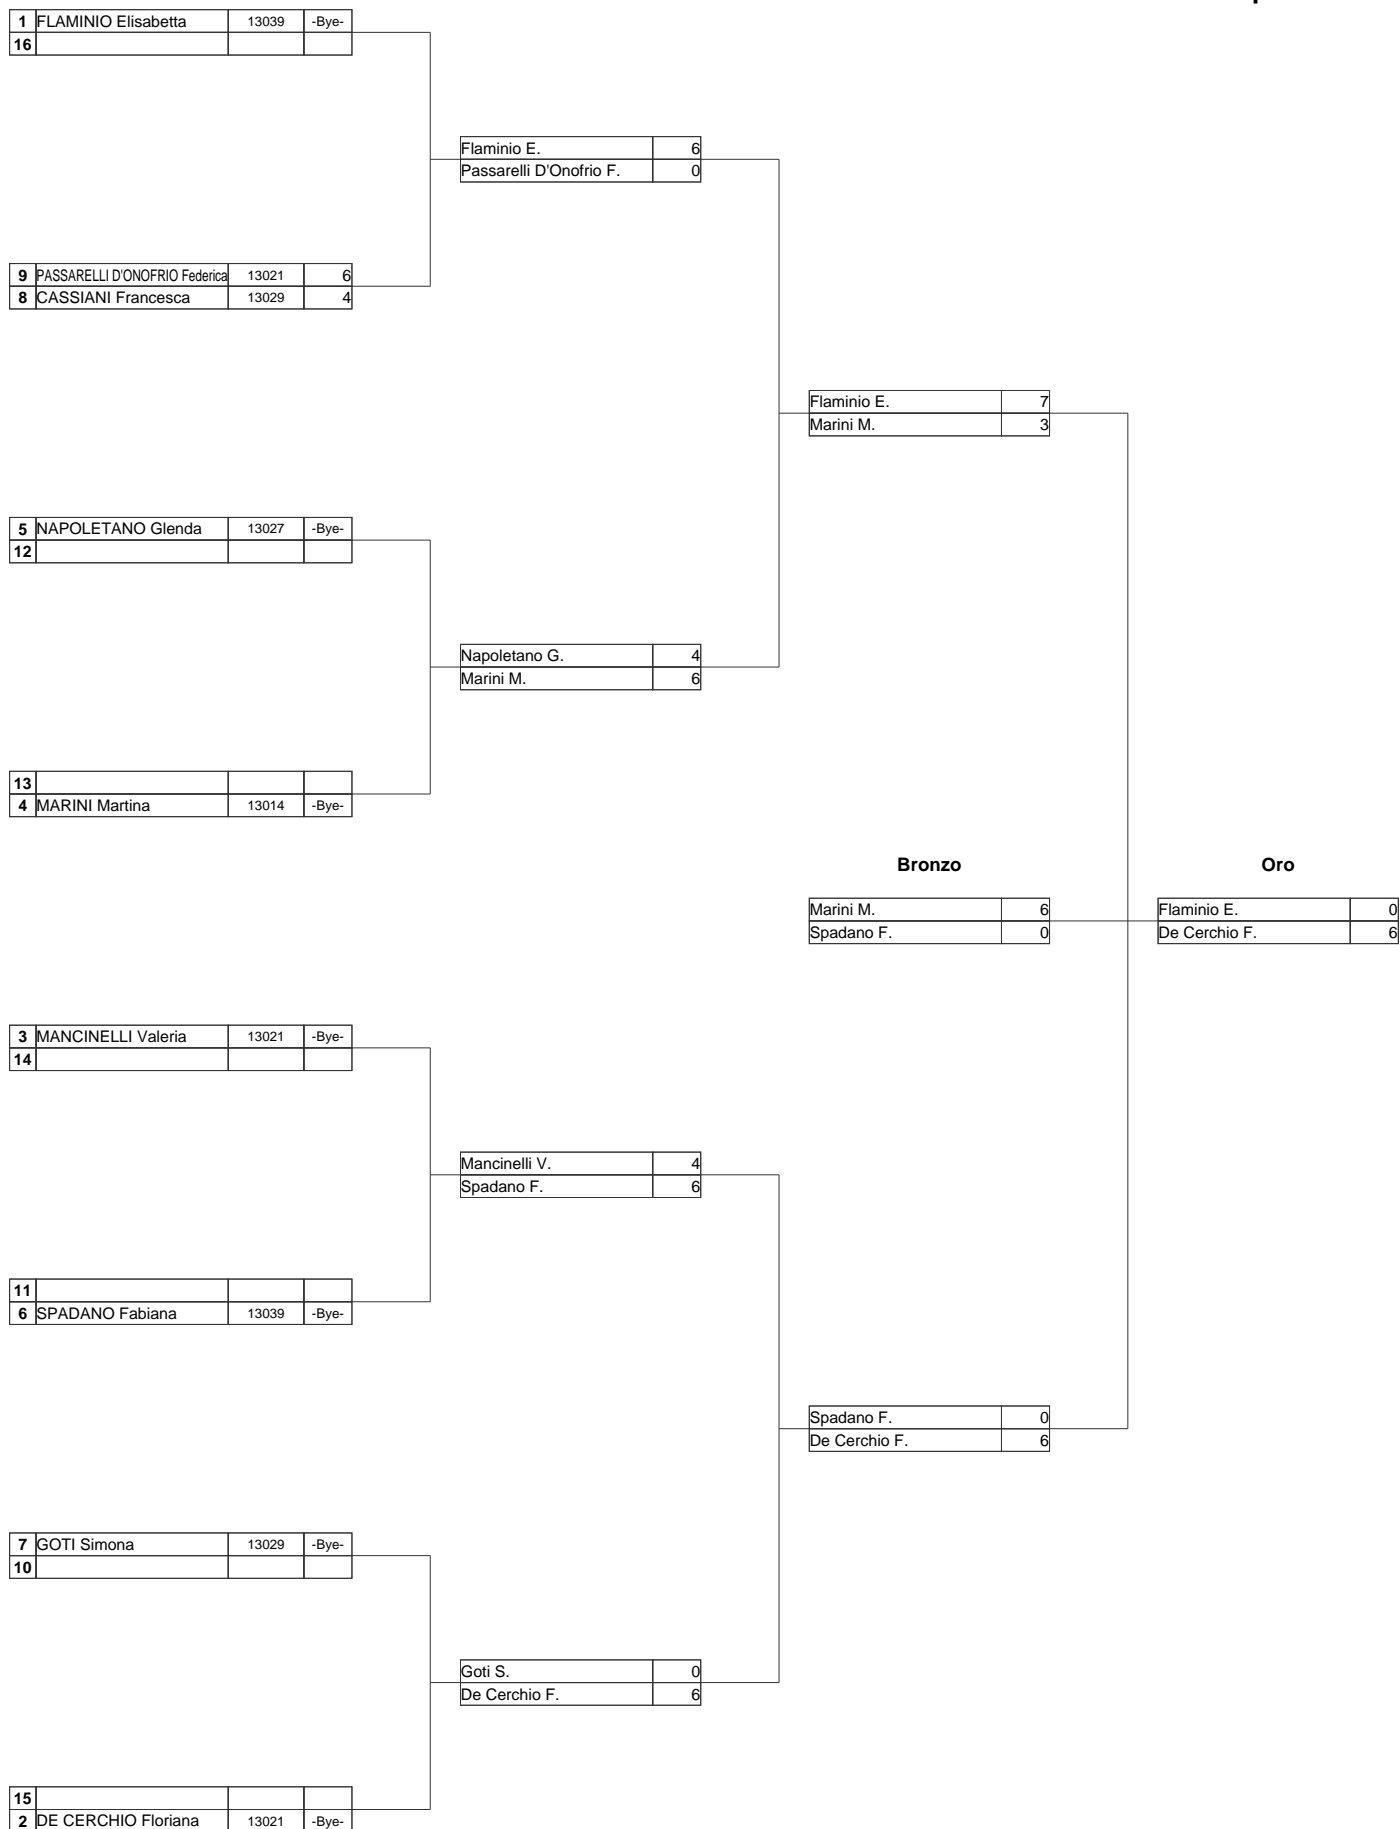 1 FLAMINIO Elisabetta 13039 -Bye-
16
Flaminio E. 6
Passarelli D'Onofrio F. 0
9 PASSARELLI D'ONOFRIO Federica 13021 6
8 CASSIANI Francesca 13029 4
Flaminio E. 7
Marini M. 3
5 NAPOLETANO Glenda 13027 -Bye-
12
Napoletano G. 4
Marini M. 6
13
4 MARINI Martina 13014 -Bye-
Bronzo Oro
Marini M. 6 Flaminio E. 0
Spadano F. 0 De Cerchio F. 6
3 MANCINELLI Valeria 13021 -Bye-
14
Mancinelli V. 4
Spadano F. 6
11
6 SPADANO Fabiana 13039 -Bye-
Spadano F. 0
De Cerchio F. 6
7 GOTI Simona 13029 -Bye-
10
Goti S. 0
De Cerchio F. 6
15
2 DE CERCHIO Floriana 13021 -Bye-